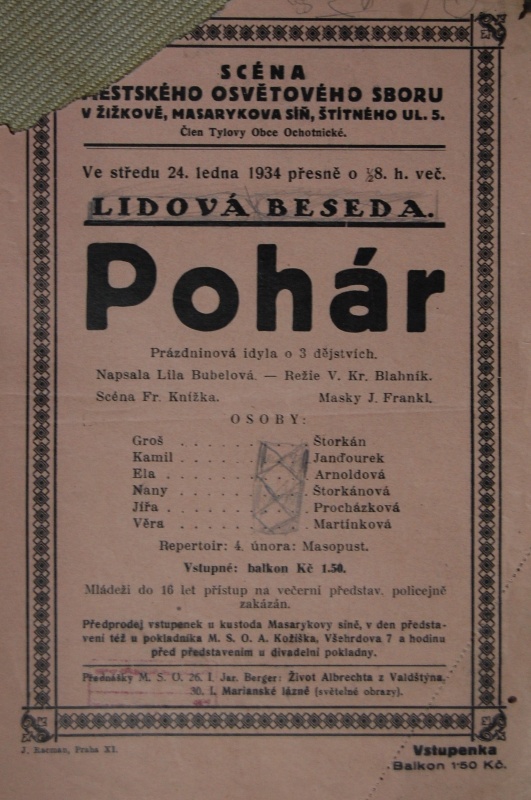 SCÉNA
MĚSTSKÉHO OSVĚTOVÉHO SBORU
V ŽIŽKOVĚ, MASARYKOVA SÍŇ, ŠTÍTNÉHO UL. 5.
Člen Tylovy Obce Ochotnické.
Ve středu 24. ledna 1934 přesně o ½8. h. več.
LIDOVÁ BESEDA.
Pohár
Prázdninová idyla o 3 dějstvích.
Napsala Lila Bubelová. — Režie V. Kr. Blahník.
Scéna Fr. Knížka. Masky J. Frankl.
OSOBY:
Groš . . . . . . Štorkán
Kamil . . . . . . Janďourek
Ela . . . . . . Arnoldová
Nany . . . . . . Štorkánová
Jířa . . . . . . Procházková
Věra . . . . . . Martínková
Repertoir: 4. února: Masopust.
Vstupné: balkon Kč 1.50.
Mládeži do 16 let přístup na večerní představ. policejně
zakázán.
Předprodej vstupenek u kustoda Masarykovy síně, v den představení
též u pokladníka M. S. O. A. Kožíška, Všehrdova 7 a hodinu
před představením u divadelní pokladny.
Přednášky M. S. O. 26. I. Jar. Berger: Život Albrechta z Valdštýna,
30. I. Marianské lázně (světelné obrazy).
J. Praha XI.
Vstupenka
Balkon 1·50 Kč.